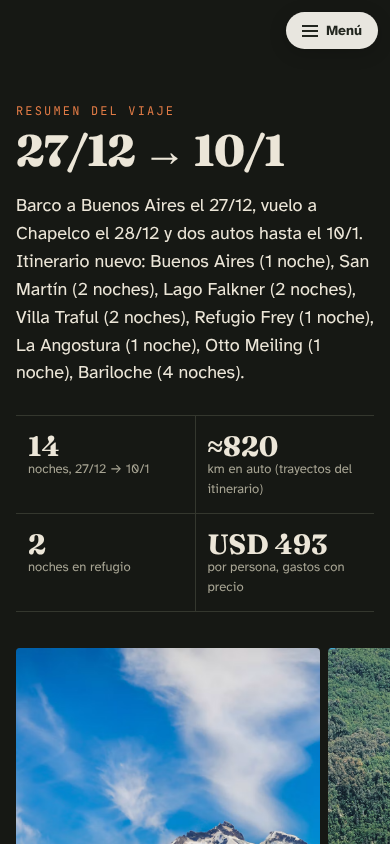 Menú
RESUMEN DEL VIAJE
27/12 → 10/1
Barco a Buenos Aires el 27/12, vuelo a
Chapelco el 28/12 y dos autos hasta el 10/1.
Itinerario nuevo: Buenos Aires (1 noche), San
Martín (2 noches), Lago Falkner (2 noches),
Villa Traful (2 noches), Refugio Frey (1 noche),
La Angostura (1 noche), Otto Meiling (1
noche), Bariloche (4 noches).
14
noches, 27/12 → 10/1
≈820
km en auto (trayectos del
itinerario)
2
noches en refugio
USD 493
por persona, gastos con
precio